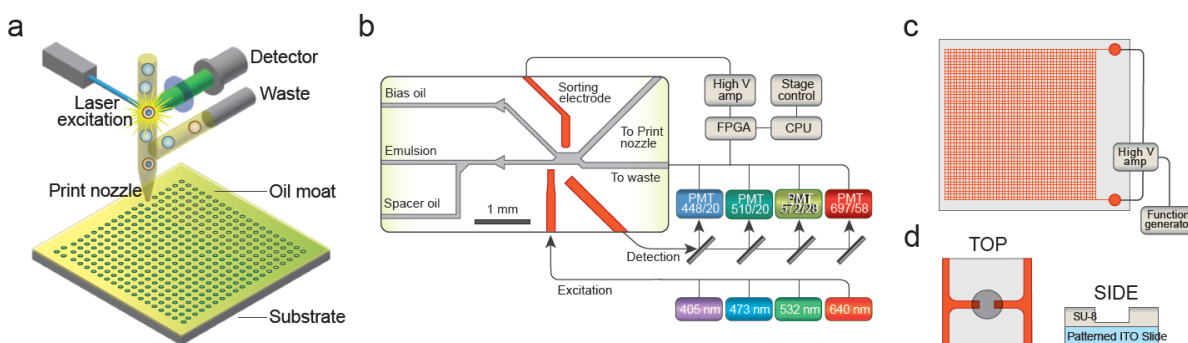 a
Detector
Waste
Laser
excitation
Print nozzle
Oil moat
Substrate
b
Bias oil
Emulsion
Spacer oil
Sorting
electrode
To Print
nozzle
To waste
1 mm
High V
amp
Stage
control
FPGA
CPU
PMT
448/20
PMT
510/20
PMT
572/28
PMT
697/58
Detection
Excitation
405 nm
473 nm
532 nm
640 nm
c
High V
amp
Function
generator
d
TOP
SIDE
SU-8
Patterned ITO Slide